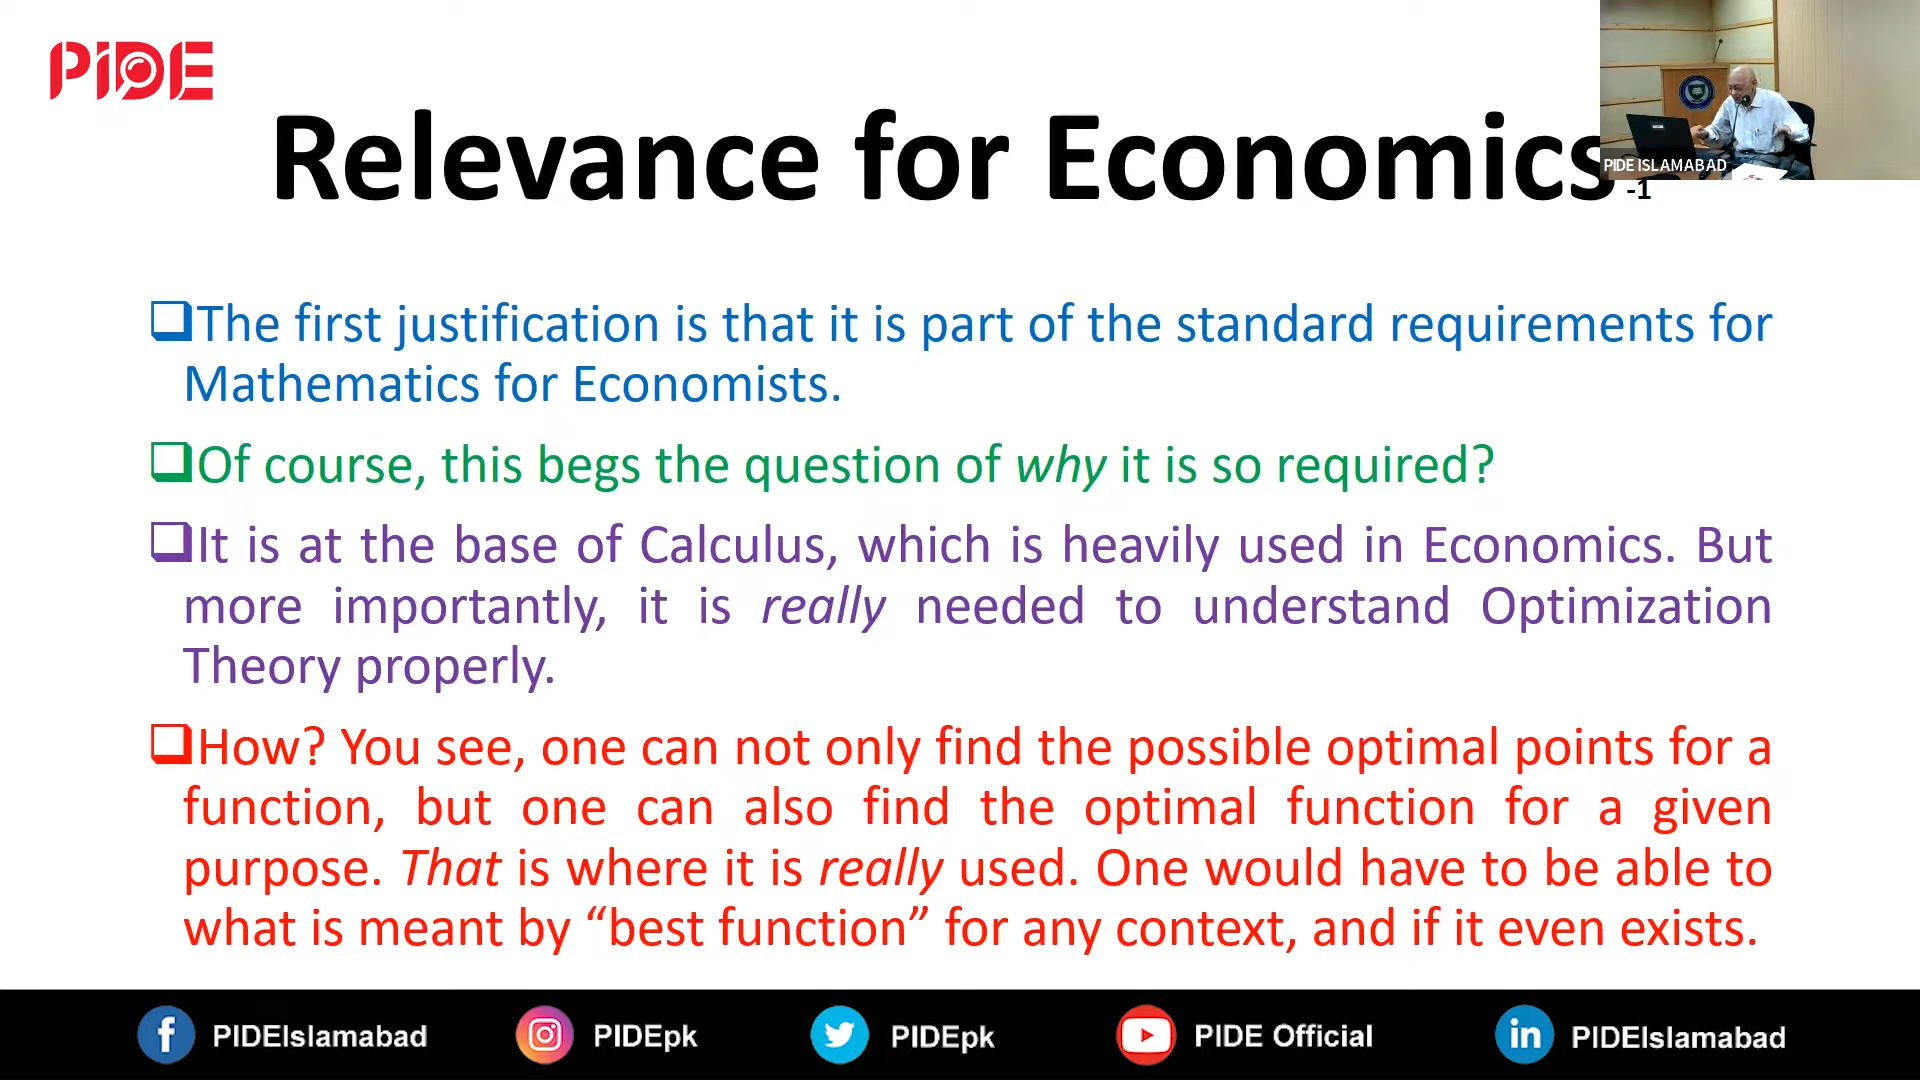 PIDE
Relevance for Economics
-1
PIDE ISLAMABAD
❑The first justification is that it is part of the standard requirements for
Mathematics for Economists.
❑Of course, this begs the question of why it is so required?
❑It is at the base of Calculus, which is heavily used in Economics. But
more importantly, it is really needed to understand Optimization
Theory properly.
❑How? You see, one can not only find the possible optimal points for a
function, but one can also find the optimal function for a given
purpose. That is where it is really used. One would have to be able to
what is meant by “best function” for any context, and if it even exists.
PIDEIslamabad
PIDEpk
PIDEpk
PIDE Official
PIDEIslamabad